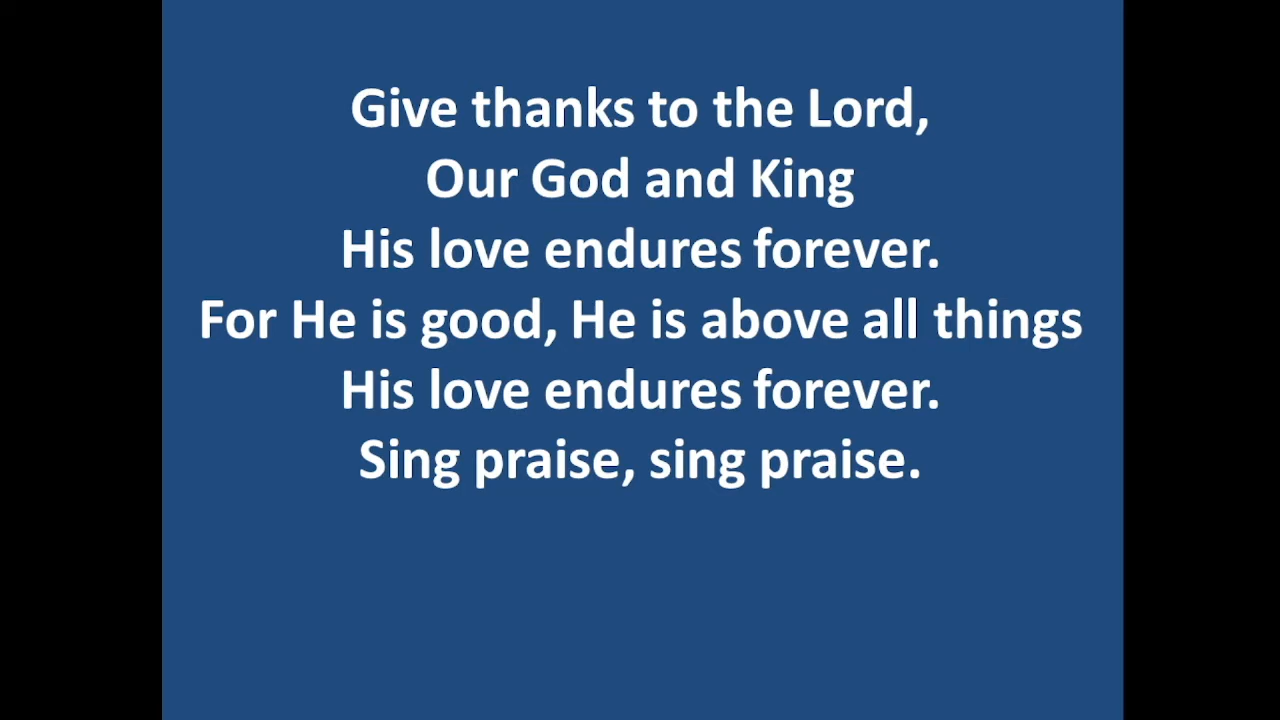 Give thanks to the Lord,
Our God and King
His love endures forever.
For He is good, He is above all things
His love endures forever.
Sing praise, sing praise.